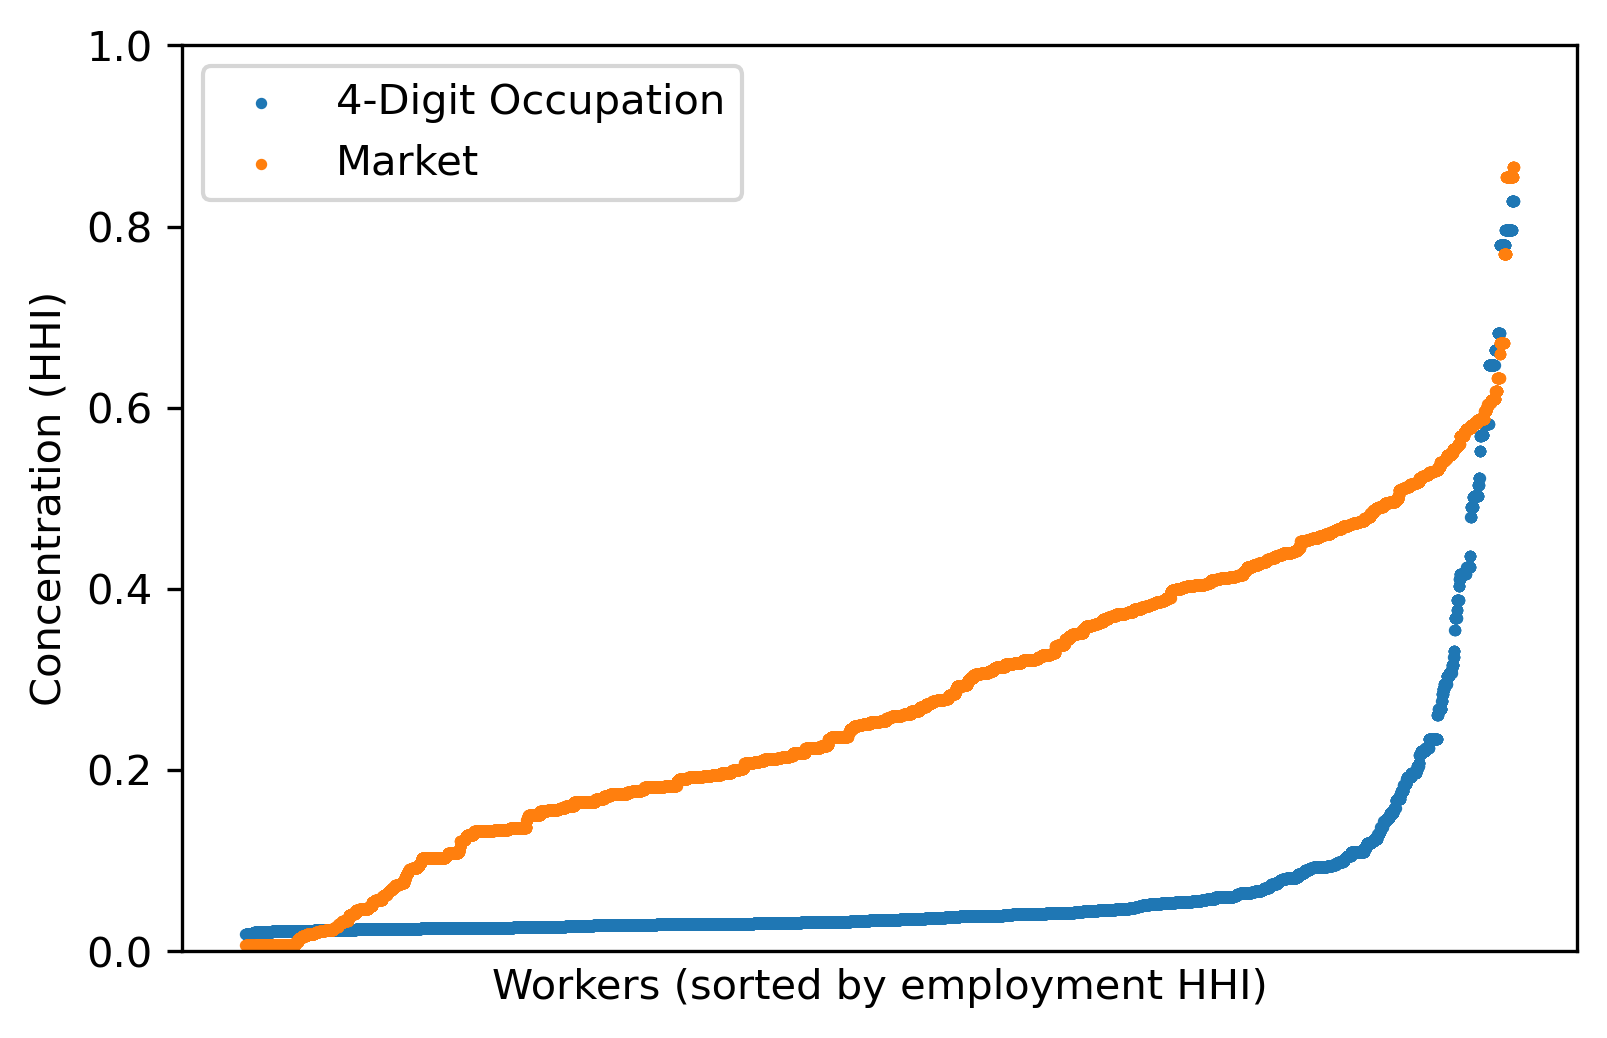 1.0
0.8
0.6
0.4
0.2
0.0
Concentration (HHI)
4-Digit Occupation
Market
Workers (sorted by employment HHI)